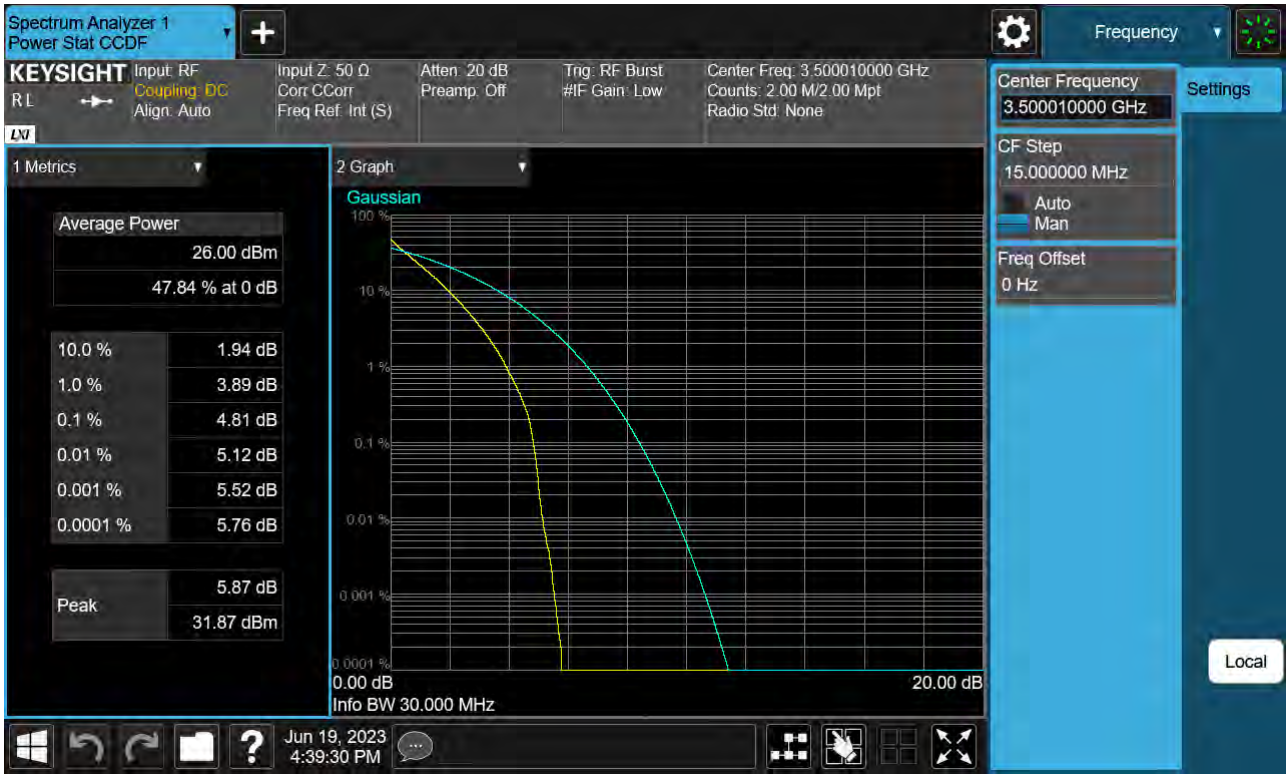 Spectrum Analyzer 1
Power Stat CCDF
+
Frequency
KEYSIGHT
RL
LXI
Input: RF
Coupling: DC
Align: Auto
Input Z: 50 Ω
Corr CCorr
Freq Ref: Int (S)
Atten: 20 dB
Preamp: Off
Trig: RF Burst
#IF Gain: Low
Center Freq: 3.500010000 GHz
Counts: 2.00 M/2.00 Mpt
Radio Std: None
Center Frequency
3.500010000 GHz
Settings
CF Step
15.000000 MHz
Auto
Man
Freq Offset
0 Hz
1 Metrics
Average Power
26.00 dBm
47.84 % at 0 dB
10.0 % 1.94 dB
1.0 % 3.89 dB
0.1 % 4.81 dB
0.01 % 5.12 dB
0.001 % 5.52 dB
0.0001 % 5.76 dB
Peak
5.87 dB
31.87 dBm
2 Graph
Gaussian
100 %
10 %
1 %
0.1 %
0.01 %
0.001 %
0.0001 %
0.00 dB
20.00 dB
Info BW 30.000 MHz
Local
?
Jun 19, 2023
4:39:30 PM